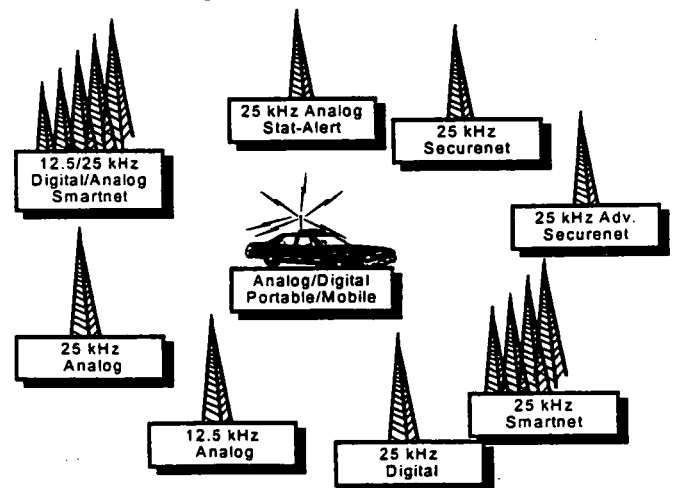 25 kHz Analog
Stat-Alert
25 kHz
Securenet
12.5/25 kHz
Digital/Analog
Smartnet
25 kHz Adv.
Securenet
Analog/Digital
Portable/Mobile
25 kHz
Analog
25 kHz
Smartnet
12.5 kHz
Analog
25 kHz
Digital